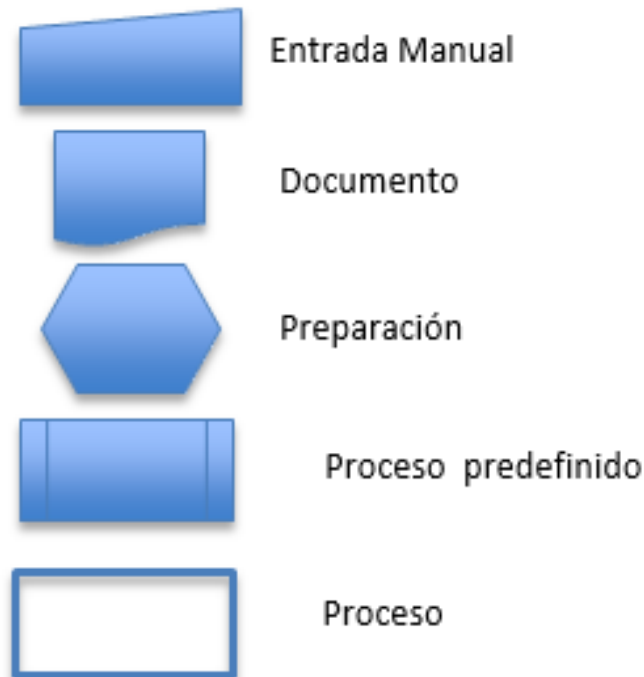 Entrada Manual
Documento
Preparación
Proceso predefinido
Proceso